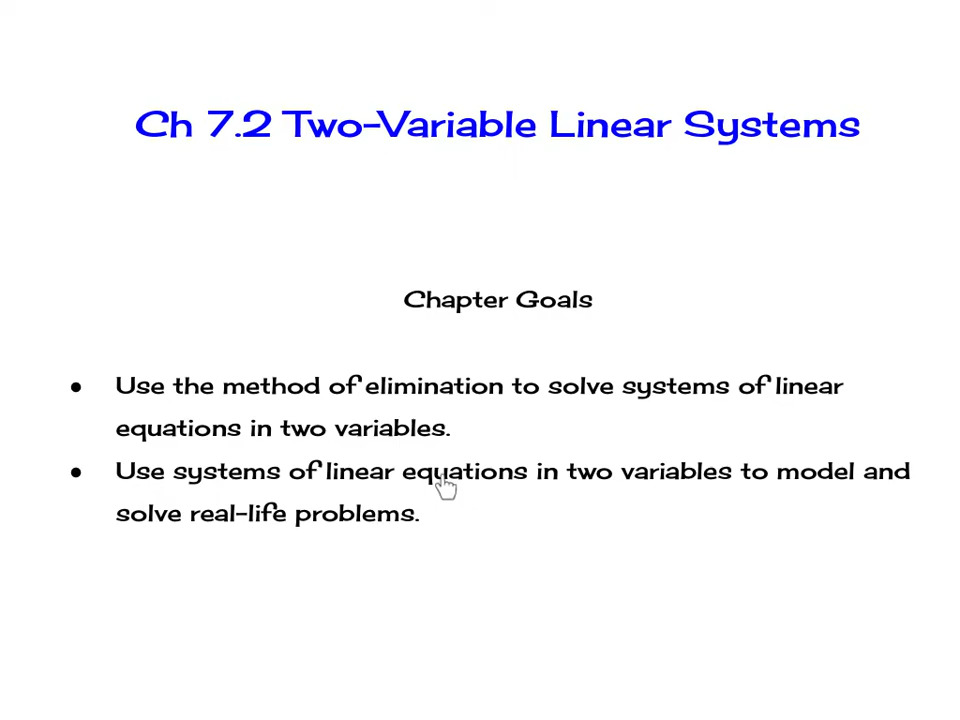 Ch 7.2 Two-Variable Linear Systems
Chapter Goals
● Use the method of elimination to solve systems of linear
equations in two variables.
● Use systems of linear equations in two variables to model and
solve real-life problems.